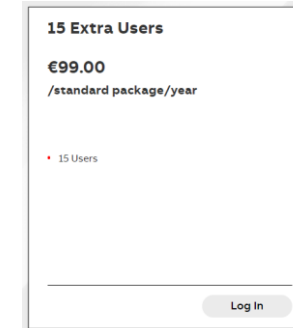 15 Extra Users
€99.00
/standard package/year
• 15 Users
Log In